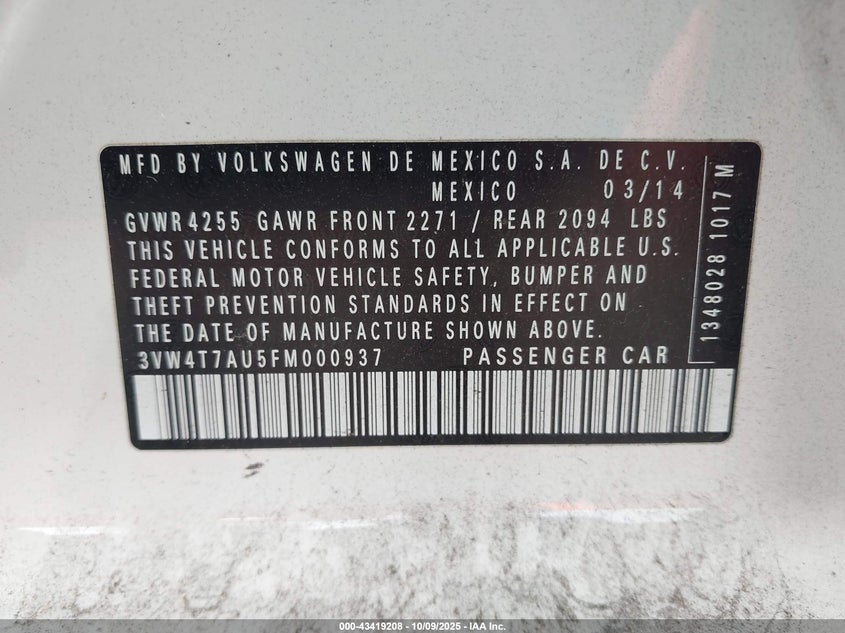 MFD BY VOLKSWAGEN DE MEXICO S.A. DE C.V.
MEXICO 03/14
GVWR 4255 GAWR FRONT 2271 / REAR 2094 LBS
THIS VEHICLE CONFORMS TO ALL APPLICABLE U.S.
FEDERAL MOTOR VEHICLE SAFETY, BUMPER AND
THEFT PREVENTION STANDARDS IN EFFECT ON
THE DATE OF MANUFACTURE SHOWN ABOVE.
3VW4T7AU5FM000937 PASSENGER CAR
1348028 1017 M
000-43419208 - 10/09/2025 - IAA Inc.